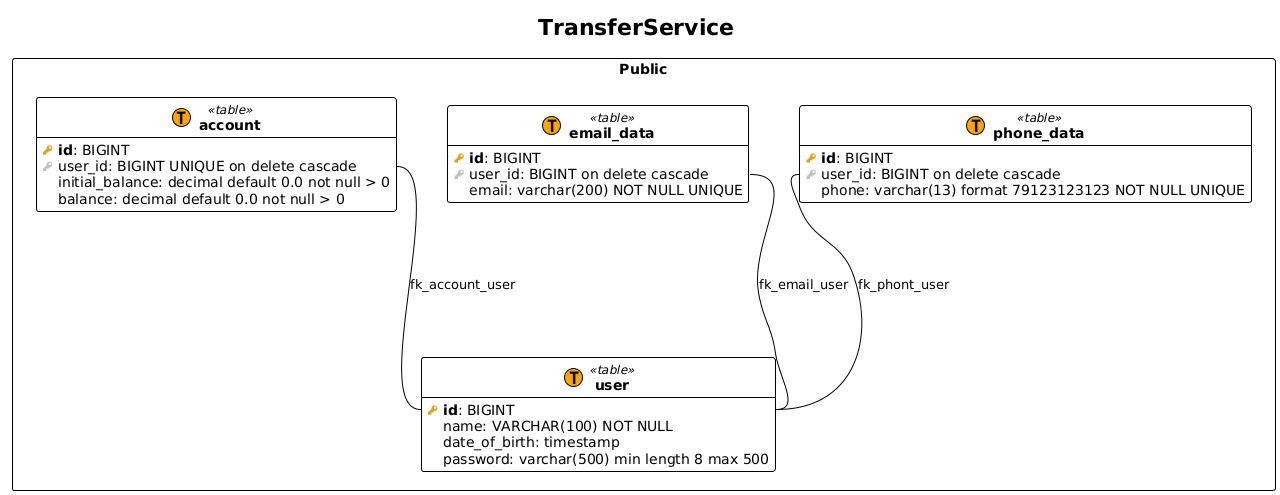 TransferService
Public
T
«table»
account
id: BIGINT
user_id: BIGINT UNIQUE on delete cascade
initial_balance: decimal default 0.0 not null > 0
balance: decimal default 0.0 not null > 0
T
«table»
email_data
id: BIGINT
user_id: BIGINT on delete cascade
email: varchar(200) NOT NULL UNIQUE
T
«table»
phone_data
id: BIGINT
user_id: BIGINT on delete cascade
phone: varchar(13) format 79123123123 NOT NULL UNIQUE
fk_account_user
fk_email_user
fk_phont_user
T
«table»
user
id: BIGINT
name: VARCHAR(100) NOT NULL
date_of_birth: timestamp
password: varchar(500) min length 8 max 500